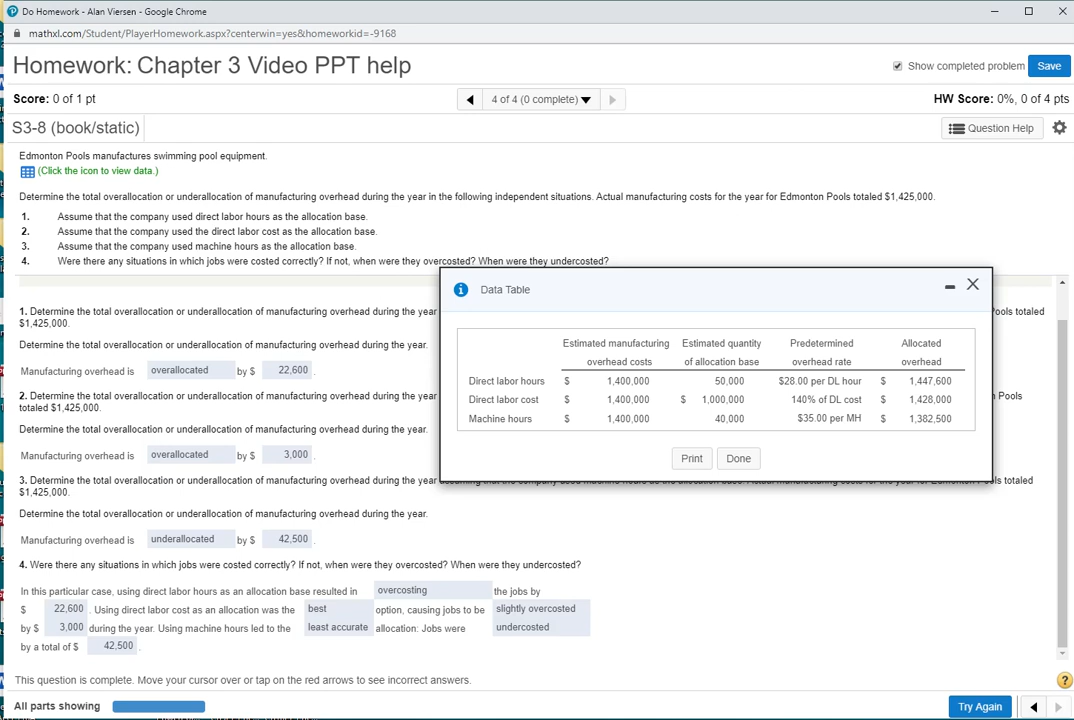 Do Homework - Alan Viersen - Google Chrome
mathxl.com/Student/PlayerHomework.aspx?centerwin=yes&homeworkid=-9168
Homework: Chapter 3 Video PPT help
Show completed problem
Save
Score: 0 of 1 pt
4 of 4 (0 complete)
HW Score: 0%, 0 of 4 pts
S3-8 (book/static)
Question Help
Edmonton Pools manufactures swimming pool equipment.
(Click the icon to view data.)
Determine the total overallocation or underallocation of manufacturing overhead during the year in the following independent situations. Actual manufacturing costs for the year for Edmonton Pools totaled $1,425,000.
1. Assume that the company used direct labor hours as the allocation base.
2. Assume that the company used the direct labor cost as the allocation base.
3. Assume that the company used machine hours as the allocation base.
4. Were there any situations in which jobs were costed correctly? If not, when were they overcosted? When were they undercosted?
Data Table
Estimated manufacturing Estimated quantity Predetermined Allocated
overhead costs of allocation base overhead rate overhead
Direct labor hours $ 1,400,000 50,000 $28.00 per DL hour $ 1,447,600
Direct labor cost $ 1,400,000 $ 1,000,000 140% of DL cost $ 1,428,000
Machine hours $ 1,400,000 40,000 $35.00 per MH $ 1,382,500
Print Done
1. Determine the total overallocation or underallocation of manufacturing overhead during the year ools totaled
$1,425,000.
Determine the total overallocation or underallocation of manufacturing overhead during the year.
Manufacturing overhead is overallocated by $ 22,600 .
2. Determine the total overallocation or underallocation of manufacturing overhead during the year Pools
totaled $1,425,000.
Determine the total overallocation or underallocation of manufacturing overhead during the year.
Manufacturing overhead is overallocated by $ 3,000 .
3. Determine the total overallocation or underallocation of manufacturing overhead during the year ols totaled
$1,425,000.
Determine the total overallocation or underallocation of manufacturing overhead during the year.
Manufacturing overhead is underallocated by $ 42,500 .
4. Were there any situations in which jobs were costed correctly? If not, when were they overcosted? When were they undercosted?
In this particular case, using direct labor hours as an allocation base resulted in overcosting the jobs by
$ 22,600 . Using direct labor cost as an allocation was the best option, causing jobs to be slightly overcosted
by $ 3,000 during the year. Using machine hours led to the least accurate allocation: Jobs were undercosted
by a total of $ 42,500 .
This question is complete. Move your cursor over or tap on the red arrows to see incorrect answers.
?
All parts showing
Try Again